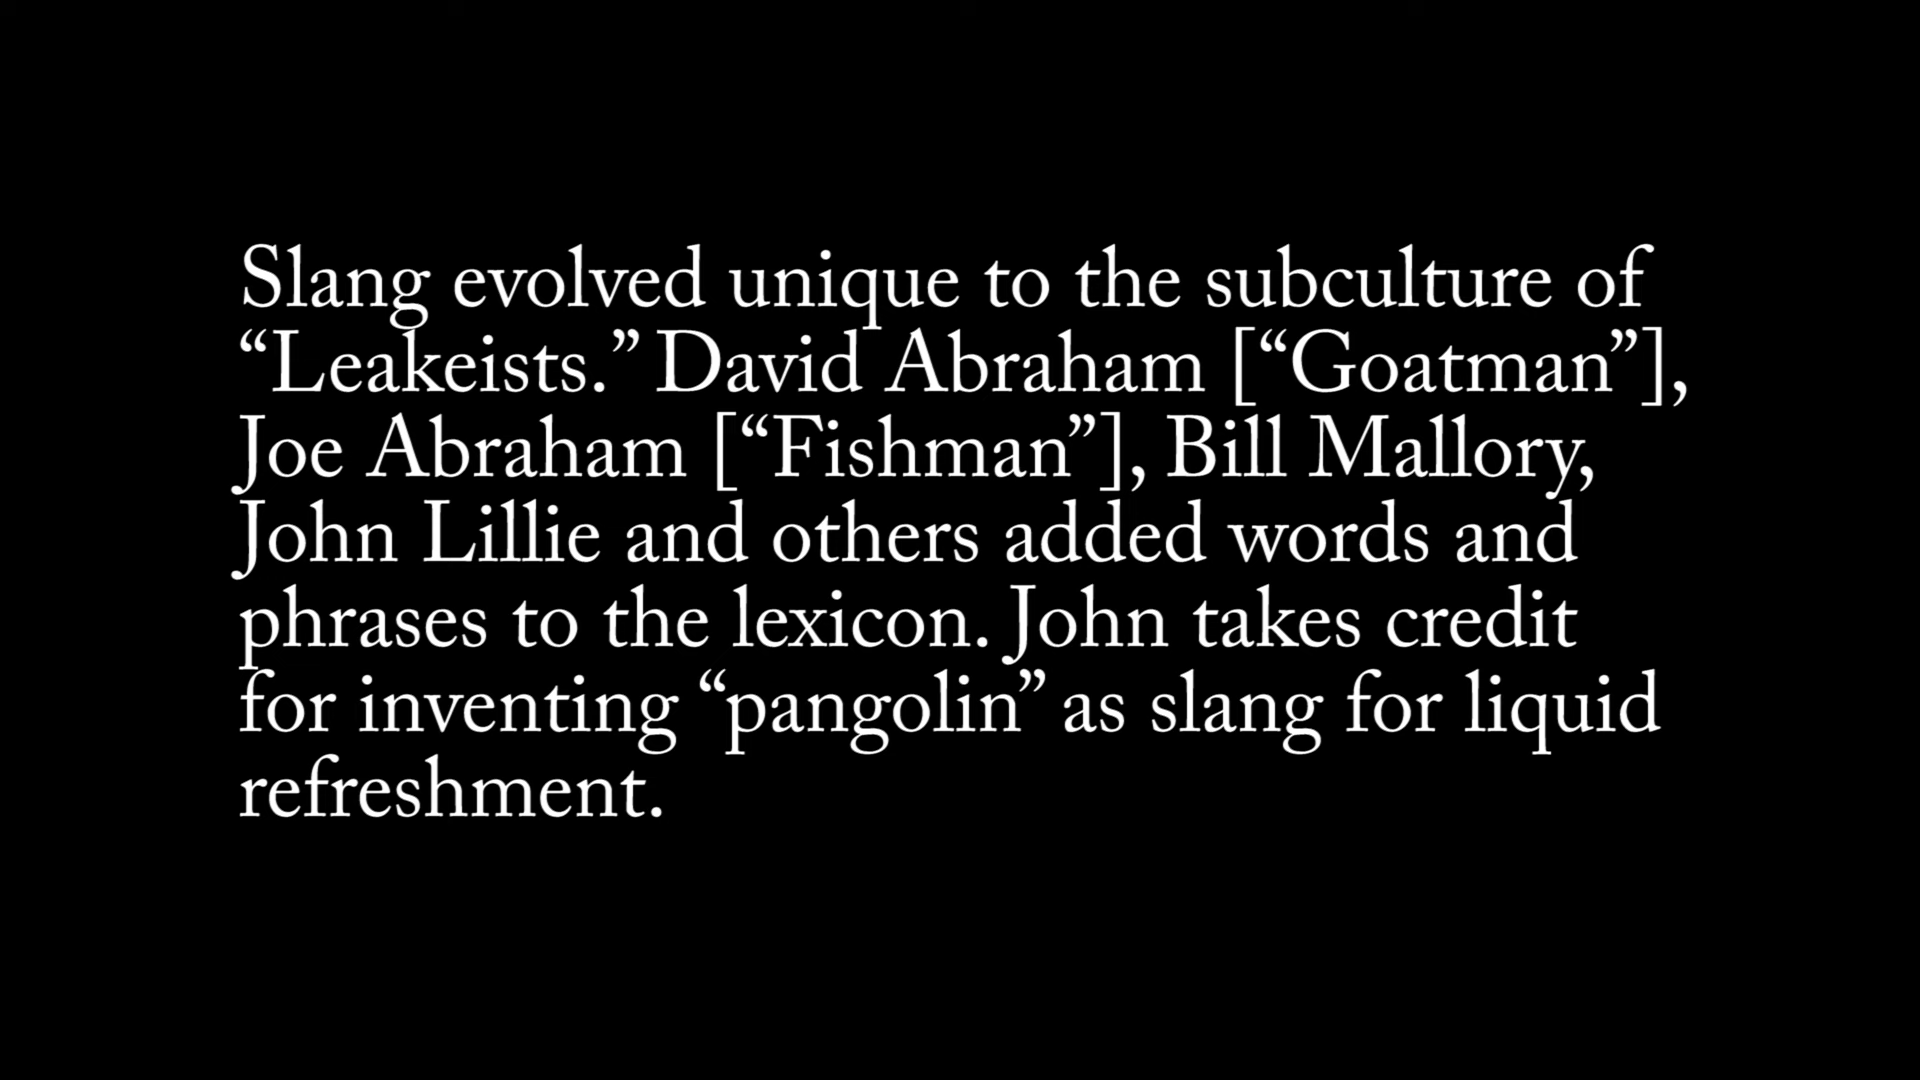 Slang evolved unique to the subculture of
“Leakeists.” David Abraham [“Goatman”],
Joe Abraham [“Fishman”], Bill Mallory,
John Lillie and others added words and
phrases to the lexicon. John takes credit
for inventing “pangolin” as slang for liquid
refreshment.